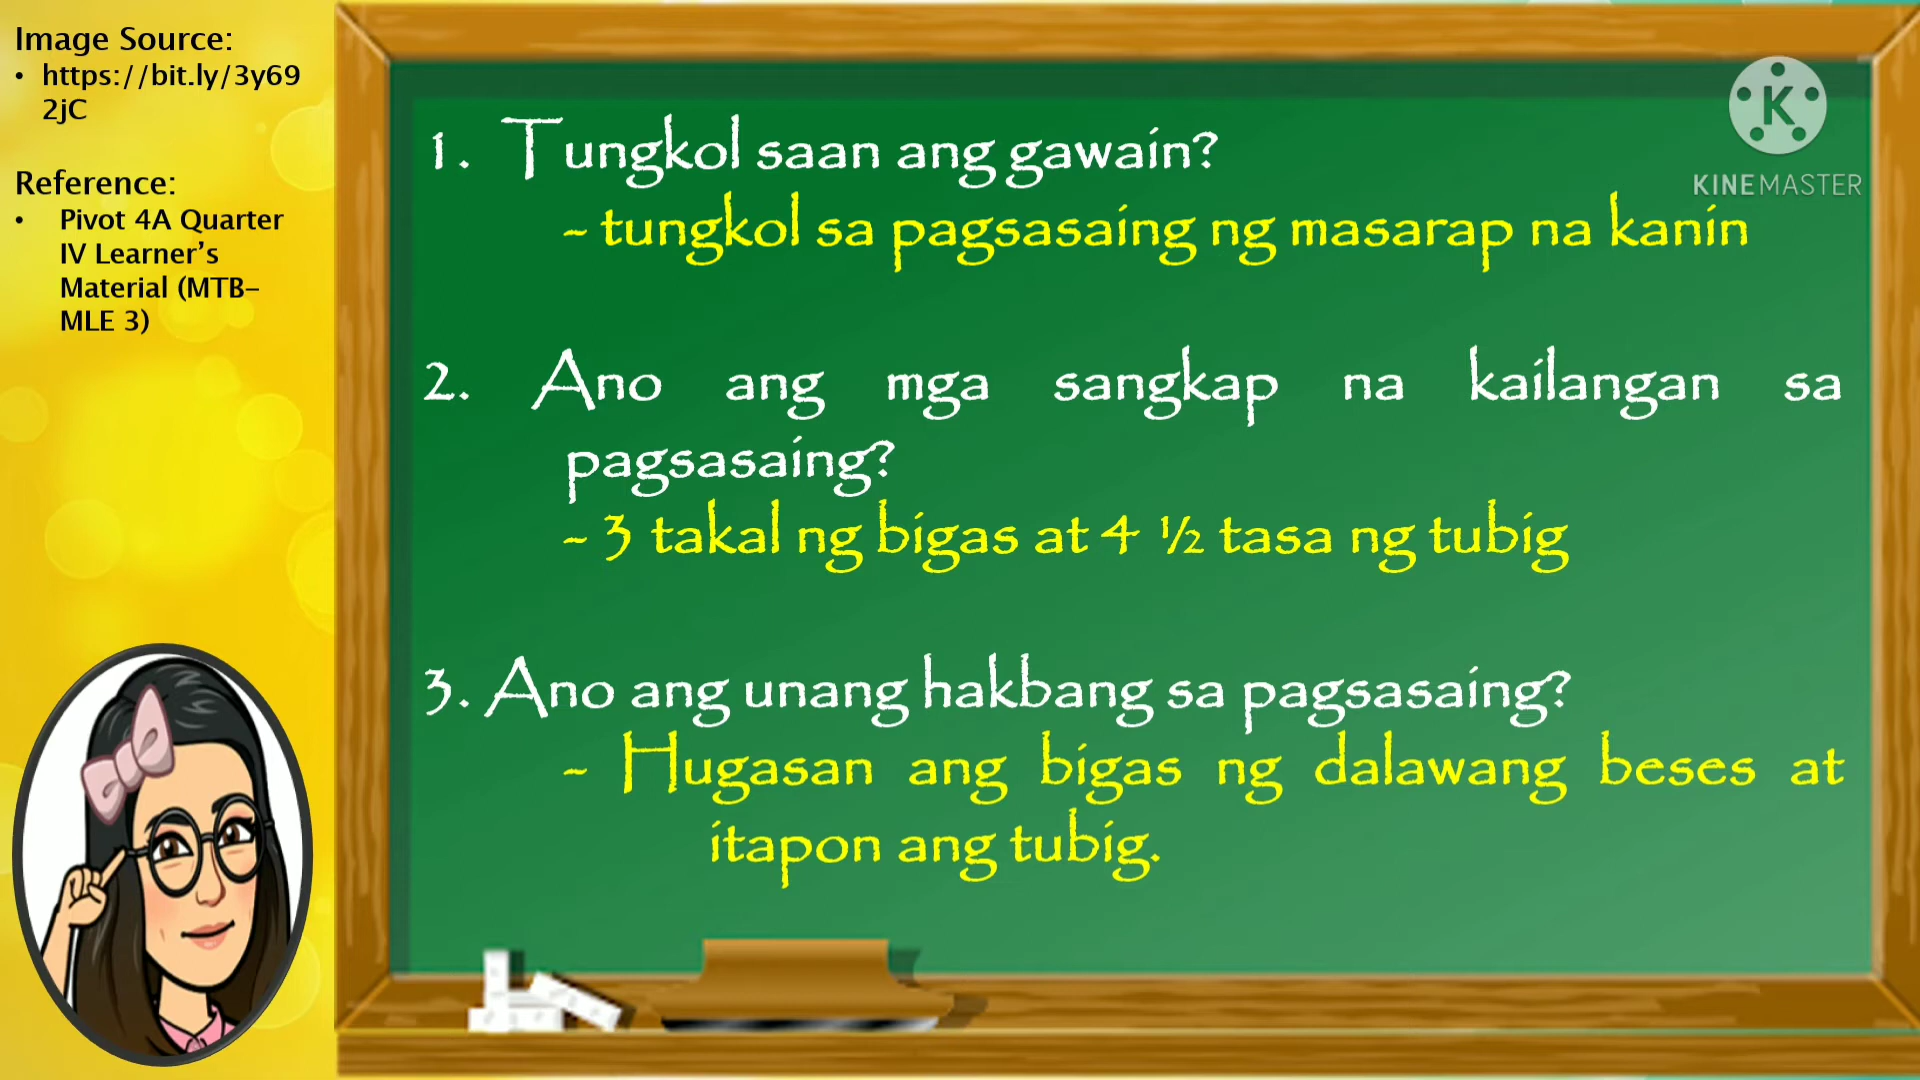 Image Source:
• https://bit.ly/3y69
2jC
Reference:
• Pivot 4A Quarter
IV Learner’s
Material (MTB-
MLE 3)
1. Tungkol saan ang gawain?
- tungkol sa pagsasaing ng masarap na kanin
2. Ano ang mga sangkap na kailangan sa
pagsasaing?
- 3 takal ng bigas at 4 ½ tasa ng tubig
3. Ano ang unang hakbang sa pagsasaing?
- Hugasan ang bigas ng dalawang beses at
itapon ang tubig.
K
KINEMASTER